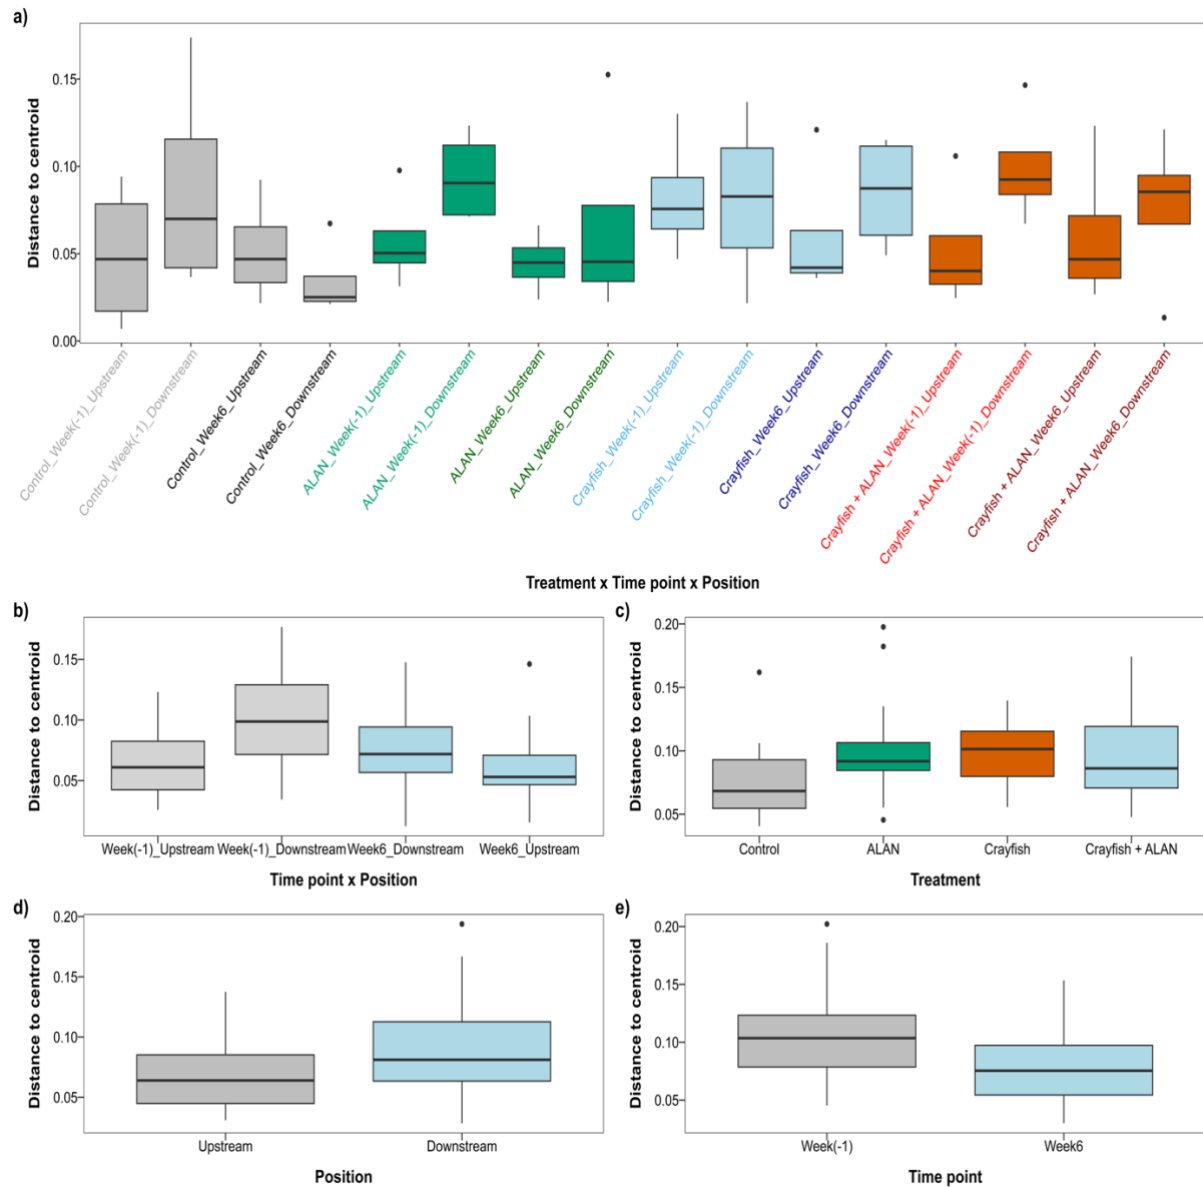 a)
Distance to centroid
0.15
0.10
0.05
0.00
Control_Week(-1)_Upstream
Control_Week(-1)_Downstream
Control_Week6_Upstream
Control_Week6_Downstream
ALAN_Week(-1)_Upstream
ALAN_Week(-1)_Downstream
ALAN_Week6_Upstream
ALAN_Week6_Downstream
Crayfish_Week(-1)_Upstream
Crayfish_Week(-1)_Downstream
Crayfish_Week6_Upstream
Crayfish_Week6_Downstream
Crayfish + ALAN_Week(-1)_Upstream
Crayfish + ALAN_Week(-1)_Downstream
Crayfish + ALAN_Week6_Upstream
Crayfish + ALAN_Week6_Downstream
Treatment x Time point x Position
b)
Distance to centroid
0.15
0.10
0.05
Week(-1)_Upstream Week(-1)_Downstream Week6_Downstream Week6_Upstream
Time point x Position
c)
Distance to centroid
0.20
0.15
0.10
0.05
Control ALAN Crayfish Crayfish + ALAN
Treatment
d)
Distance to centroid
0.20
0.15
0.10
0.05
Upstream Downstream
Position
e)
Distance to centroid
0.20
0.15
0.10
0.05
Week(-1) Week6
Time point